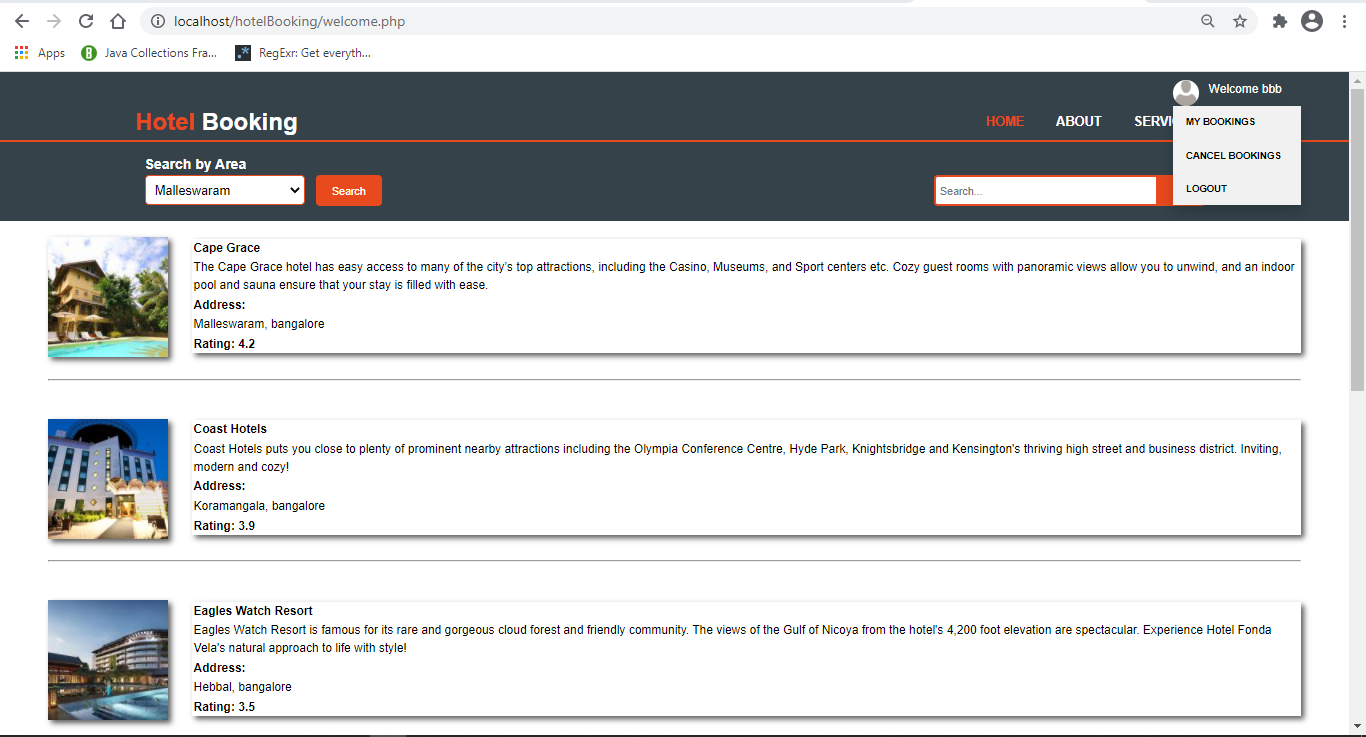 localhost/hotelBooking/welcome.php
Apps Java Collections Fra... RegExr: Get everyth...
Welcome bbb
Hotel Booking
HOME ABOUT SERVI
MY BOOKINGS
CANCEL BOOKINGS
LOGOUT
Search by Area
Malleswaram Search Search...
Cape Grace
The Cape Grace hotel has easy access to many of the city's top attractions, including the Casino, Museums, and Sport centers etc. Cozy guest rooms with panoramic views allow you to unwind, and an indoor
pool and sauna ensure that your stay is filled with ease.
Address:
Malleswaram, bangalore
Rating: 4.2
Coast Hotels
Coast Hotels puts you close to plenty of prominent nearby attractions including the Olympia Conference Centre, Hyde Park, Knightsbridge and Kensington's thriving high street and business district. Inviting,
modern and cozy!
Address:
Koramangala, bangalore
Rating: 3.9
Eagles Watch Resort
Eagles Watch Resort is famous for its rare and gorgeous cloud forest and friendly community. The views of the Gulf of Nicoya from the hotel's 4,200 foot elevation are spectacular. Experience Hotel Fonda
Vela's natural approach to life with style!
Address:
Hebbal, bangalore
Rating: 3.5